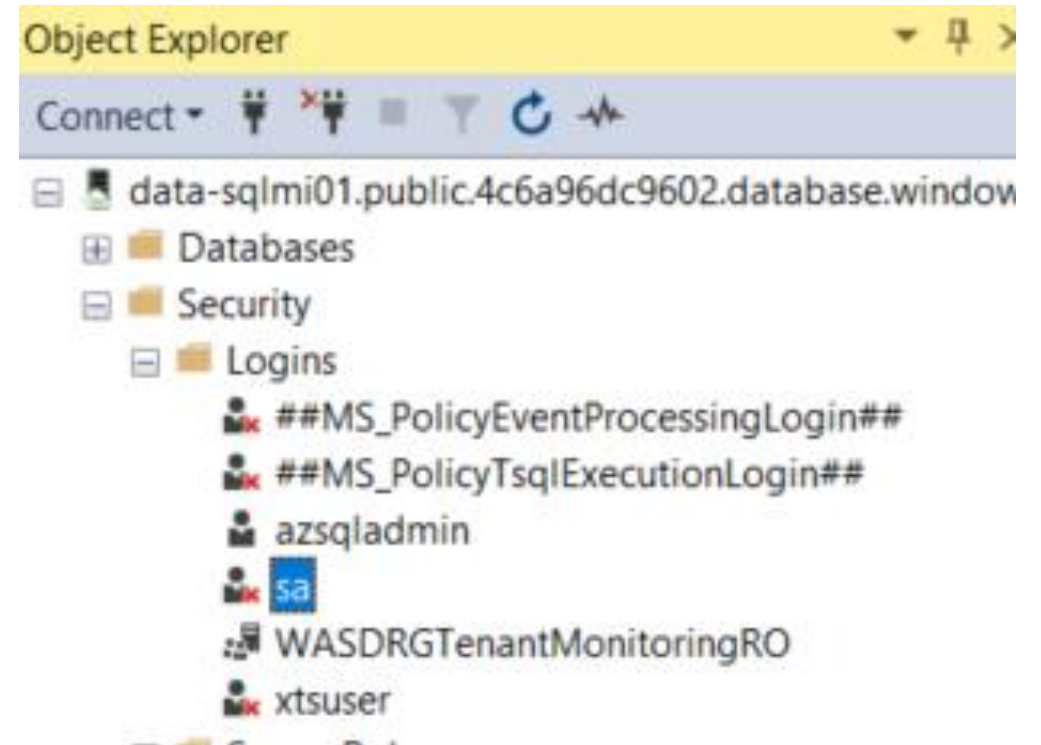 Object Explorer
Connect
data-sqlmi01.public.4c6a96dc9602.database.window
Databases
Security
Logins
##MS_PolicyEventProcessingLogin##
##MS_PolicyTsqlExecutionLogin##
azsqladmin
sa
WASDRGTenantMonitoringRO
xtsuser